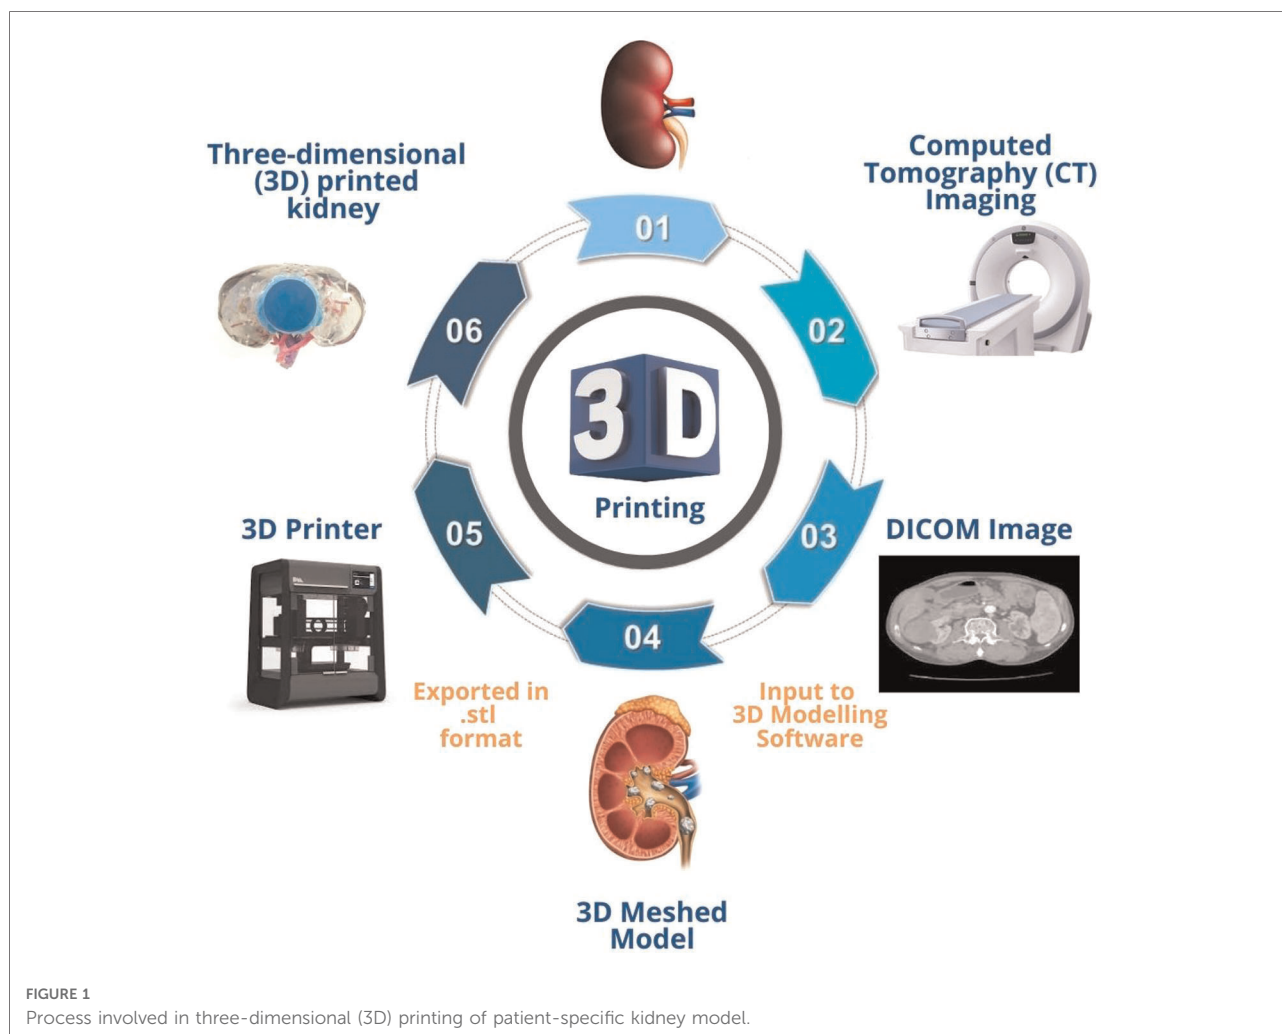 Three-dimensional
(3D) printed
kidney
Computed
Tomography (CT)
Imaging
01
02
03
04
05
06
3D
Printing
3D Printer
DICOM Image
Exported in
.stl
format
Input to
3D Modelling
Software
3D Meshed
Model
FIGURE 1
Process involved in three-dimensional (3D) printing of patient-specific kidney model.